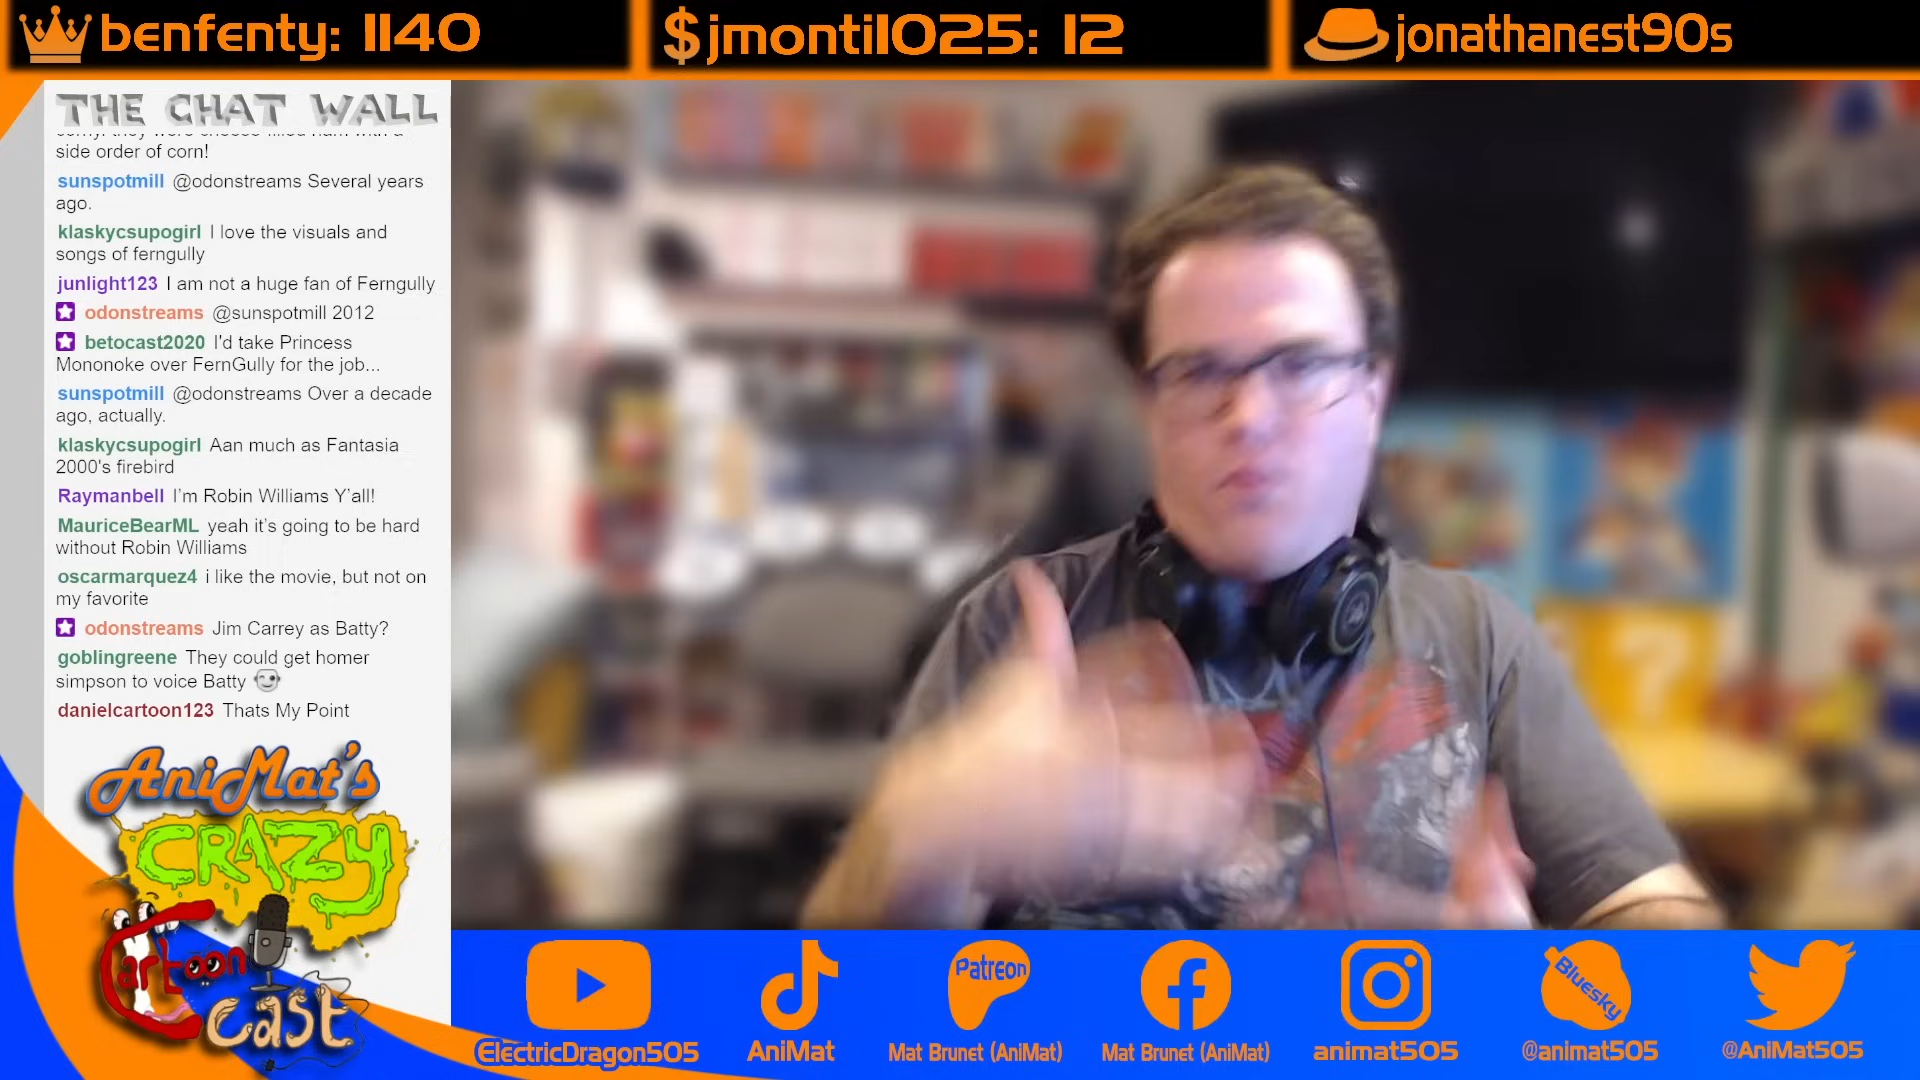 benfenty: 1140
$jmonti1025: 12
jonathanest90s
THE CHAT WALL
side order of corn!
sunspotmill @odonstreams Several years
ago.
klaskycsupogirl I love the visuals and
songs of ferngully
junlight123 I am not a huge fan of Ferngully
odonstreams @sunspotmill 2012
betocast2020 I'd take Princess
Mononoke over FernGully for the job...
sunspotmill @odonstreams Over a decade
ago, actually.
klaskycsupogirl Aan much as Fantasia
2000's firebird
Raymanbell I'm Robin Williams Y'all!
MauriceBearML yeah it's going to be hard
without Robin Williams
oscarmarquez4 i like the movie, but not on
my favorite
odonstreams Jim Carrey as Batty?
goblingreene They could get homer
simpson to voice Batty
danielcartoon123 Thats My Point
AniMat's
CRAZY
Cartoon
Cast
Patreon
Bluesky
ElectricDragon505
AniMat
Mat Brunet (AniMat)
Mat Brunet (AniMat)
animat505
@animat505
@AniMat505